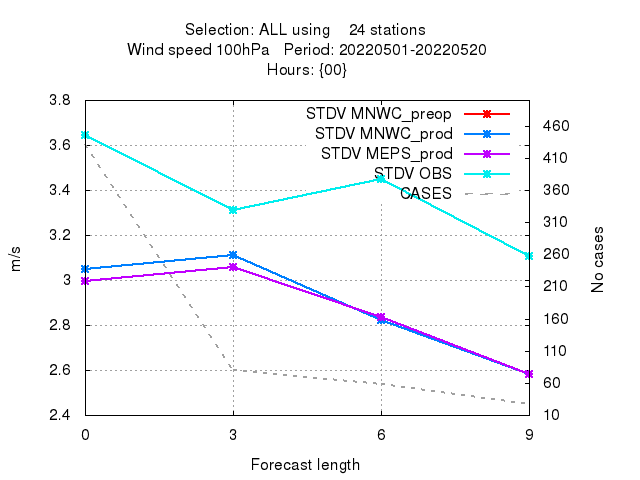 Selection: ALL using    24 stations
Wind speed 100hPa   Period: 20220501-20220520
Hours: {00}
STDV MNWC_preop
STDV MNWC_prod
STDV MEPS_prod
STDV OBS
CASES
3.8
3.6
3.4
3.2
3
2.8
2.6
2.4
460
410
360
310
260
210
160
110
60
10
m/s
No cases
0 3 6 9
Forecast length